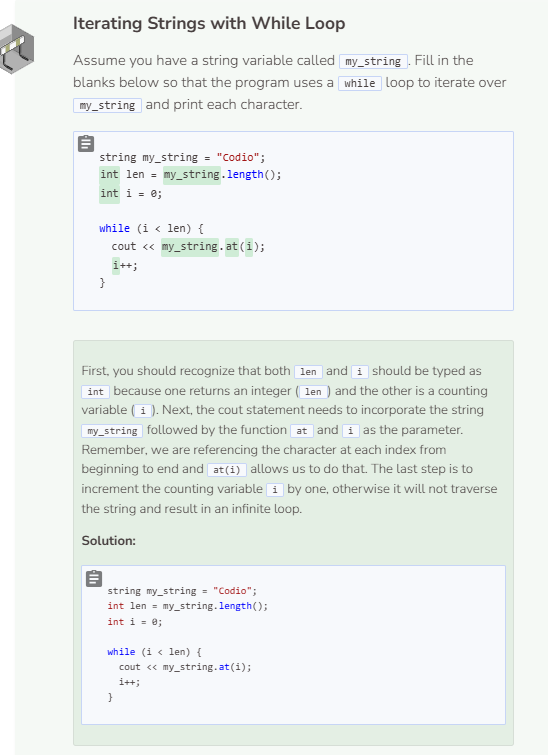 Iterating Strings with While Loop
Assume you have a string variable called my_string . Fill in the
blanks below so that the program uses a while loop to iterate over
my_string and print each character.
string my_string = "Codio";
int len = my_string.length();
int i = 0;
while (i < len) {
cout << my_string.at(i);
i++;
}
First, you should recognize that both len and i should be typed as
int because one returns an integer ( len ) and the other is a counting
variable ( i ). Next, the cout statement needs to incorporate the string
my_string followed by the function at and i as the parameter.
Remember, we are referencing the character at each index from
beginning to end and at(i) allows us to do that. The last step is to
increment the counting variable i by one, otherwise it will not traverse
the string and result in an infinite loop.
Solution:
string my_string = "Codio";
int len = my_string.length();
int i = 0;
while (i < len) {
cout << my_string.at(i);
i++;
}